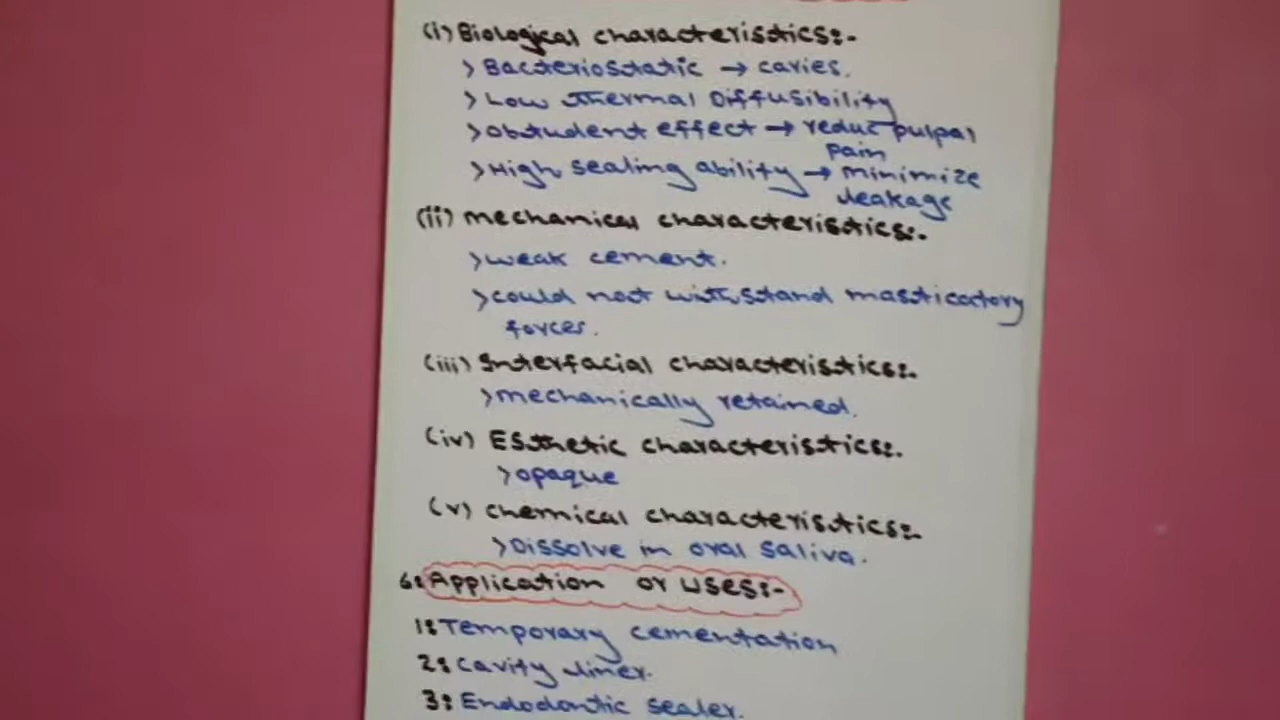 (i) Biological characteristics:-
> Bacteriostatic → caries.
> Low thermal Diffusibility
> obtudent effect → reduc pulpal
pain
> High sealing ability → minimize
leakage
(ii) mechanical characteristics:-
> weak cement.
> could not withstand masticatory
forces.
(iii) Interfacial characteristics:-
> mechanically retained.
(iv) Esthetic characteristics:-
> opaque
(v) chemical characteristics:-
> Dissolve in oral saliva.
6: Application or uses:-
1: Temporary cementation
2: cavity liner.
3: Endodontic sealer.